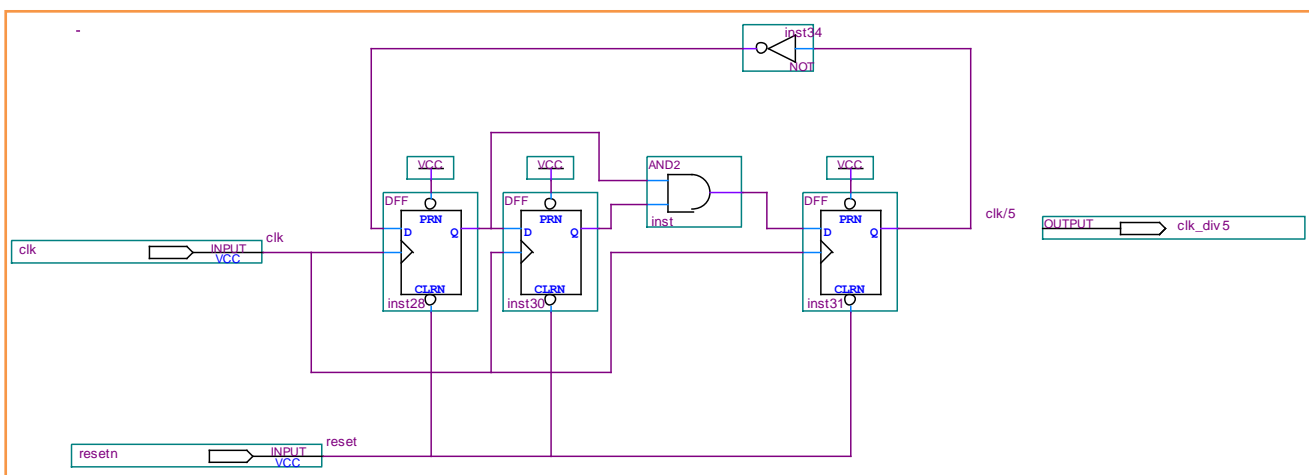 -
inst34
NOT
VCC
VCC
AND2
VCC
DFF
PRN
D Q
CLRN
inst28
DFF
PRN
D Q
CLRN
inst30
inst
DFF
PRN
D Q
CLRN
inst31
clk/5
OUTPUT
clk_div5
clk
INPUT
VCC
clk
resetn
INPUT
VCC
reset